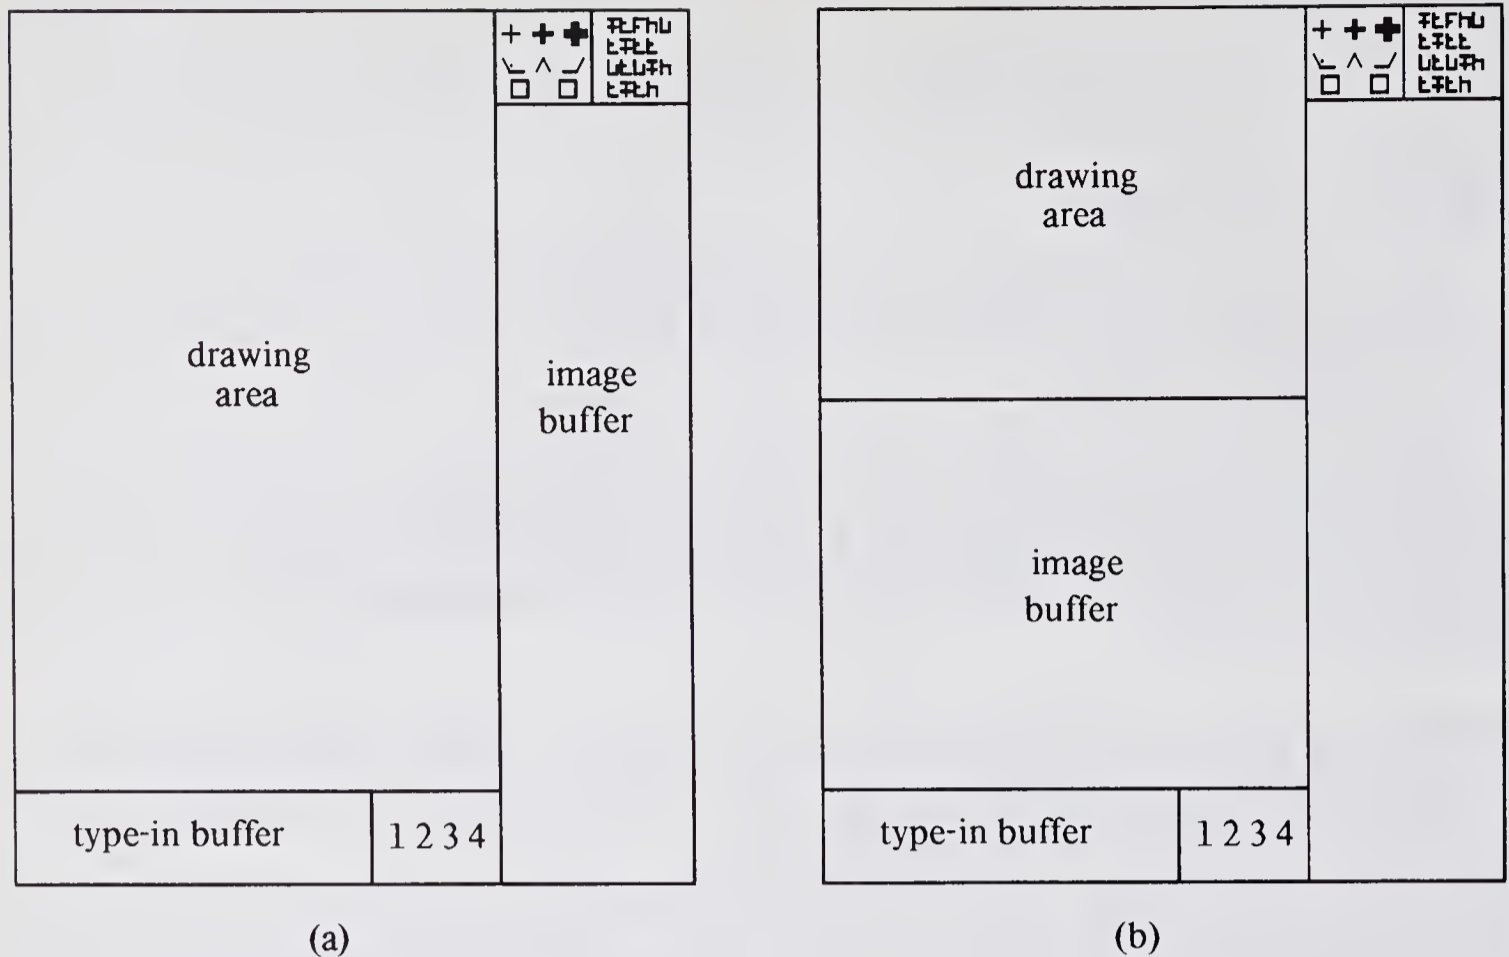 drawing
area
image
buffer
type-in buffer
1 2 3 4
(a)
drawing
area
image
buffer
type-in buffer
1 2 3 4
(b)